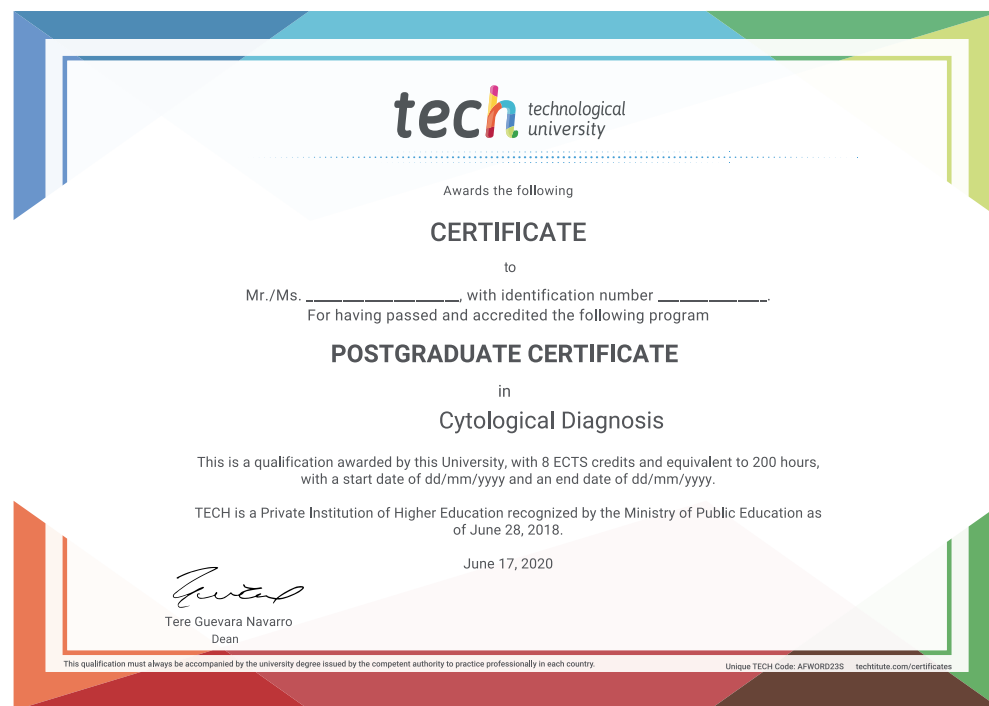 tech technological
university
Awards the following
CERTIFICATE
to
Mr./Ms. ____________________, with identification number ______________.
For having passed and accredited the following program
POSTGRADUATE CERTIFICATE
in
Cytological Diagnosis
This is a qualification awarded by this University, with 8 ECTS credits and equivalent to 200 hours,
with a start date of dd/mm/yyyy and an end date of dd/mm/yyyy.
TECH is a Private Institution of Higher Education recognized by the Ministry of Public Education as
of June 28, 2018.
June 17, 2020
Tere Guevara Navarro
Dean
This qualification must always be accompanied by the university degree issued by the competent authority to practice professionally in each country.
Unique TECH Code: AFWORD23S techtitute.com/certificates